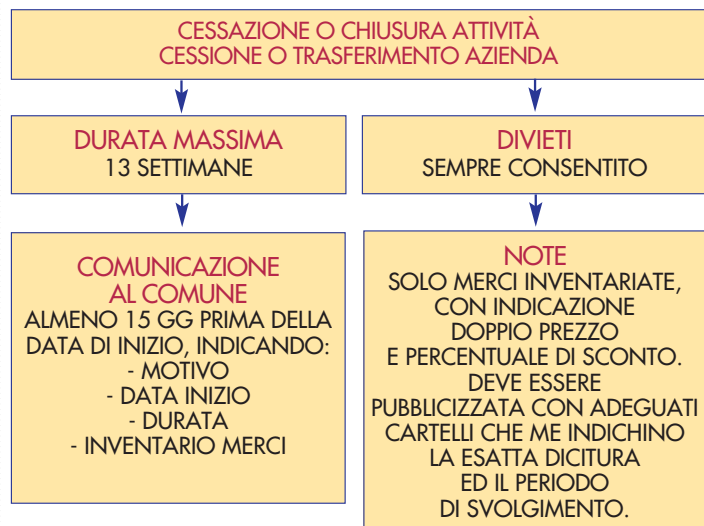 CESSAZIONE O CHIUSURA ATTIVITÀ
CESSIONE O TRASFERIMENTO AZIENDA
DURATA MASSIMA
13 SETTIMANE
DIVIETI
SEMPRE CONSENTITO
COMUNICAZIONE
AL COMUNE
ALMENO 15 GG PRIMA DELLA
DATA DI INIZIO, INDICANDO:
- MOTIVO
- DATA INIZIO
- DURATA
- INVENTARIO MERCI
NOTE
SOLO MERCI INVENTARIATE,
CON INDICAZIONE
DOPPIO PREZZO
E PERCENTUALE DI SCONTO.
DEVE ESSERE
PUBBLICIZZATA CON ADEGUATI
CARTELLI CHE ME INDICHINO
LA ESATTA DICITURA
ED IL PERIODO
DI SVOLGIMENTO.